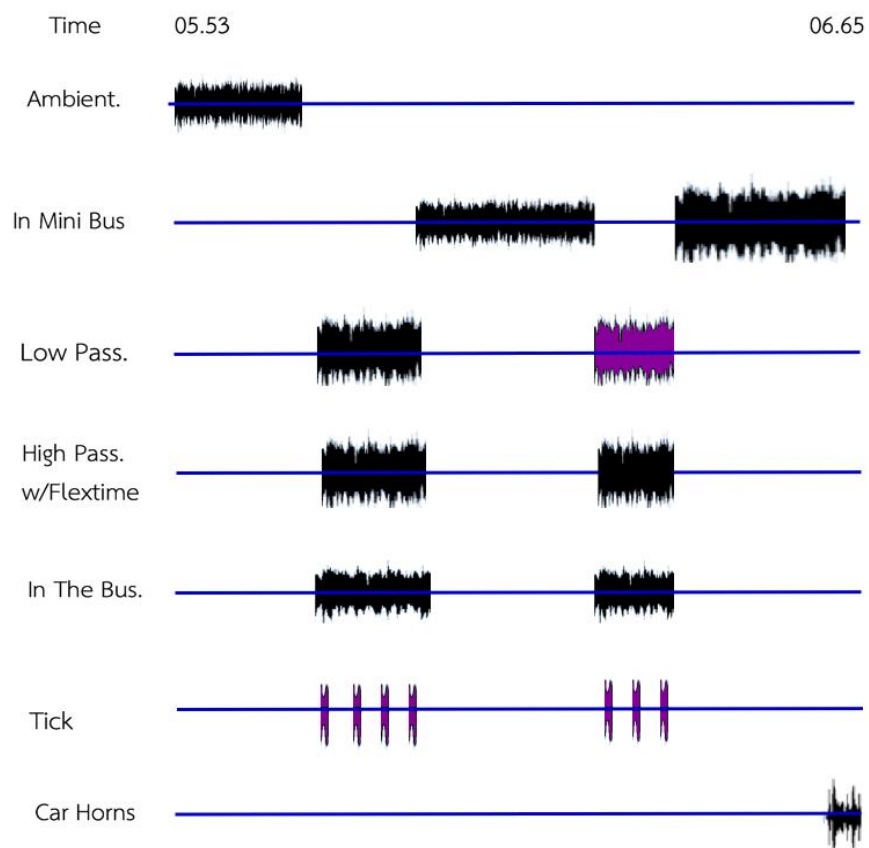 Time 05.53 06.65
Ambient.
In Mini Bus
Low Pass.
High Pass.
w/Flextime
In The Bus.
Tick
Car Horns